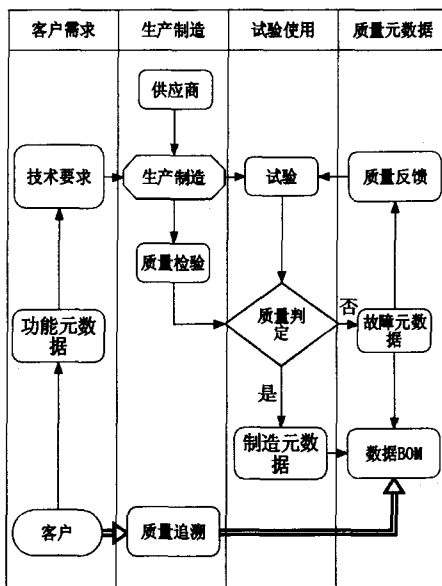 客户需求
生产制造
试验使用
质量元数据
供应商
技术要求
生产制造
试验
质量反馈
质量检验
功能元数
据
质量判
定
否
故障元数
据
是
制造元数
据
数据BOM
客户
质量追溯